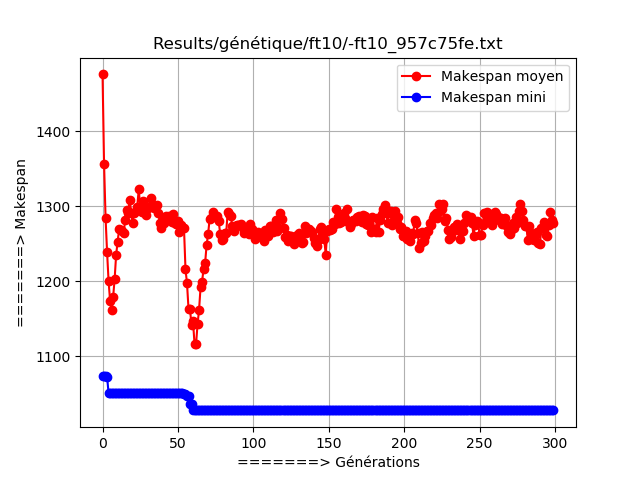 Results/génétique/ft10/-ft10_957c75fe.txt
Makespan moyen
Makespan mini
1400
1300
1200
1100
=======> Makespan
0
50
100
150
200
250
300
=======> Générations